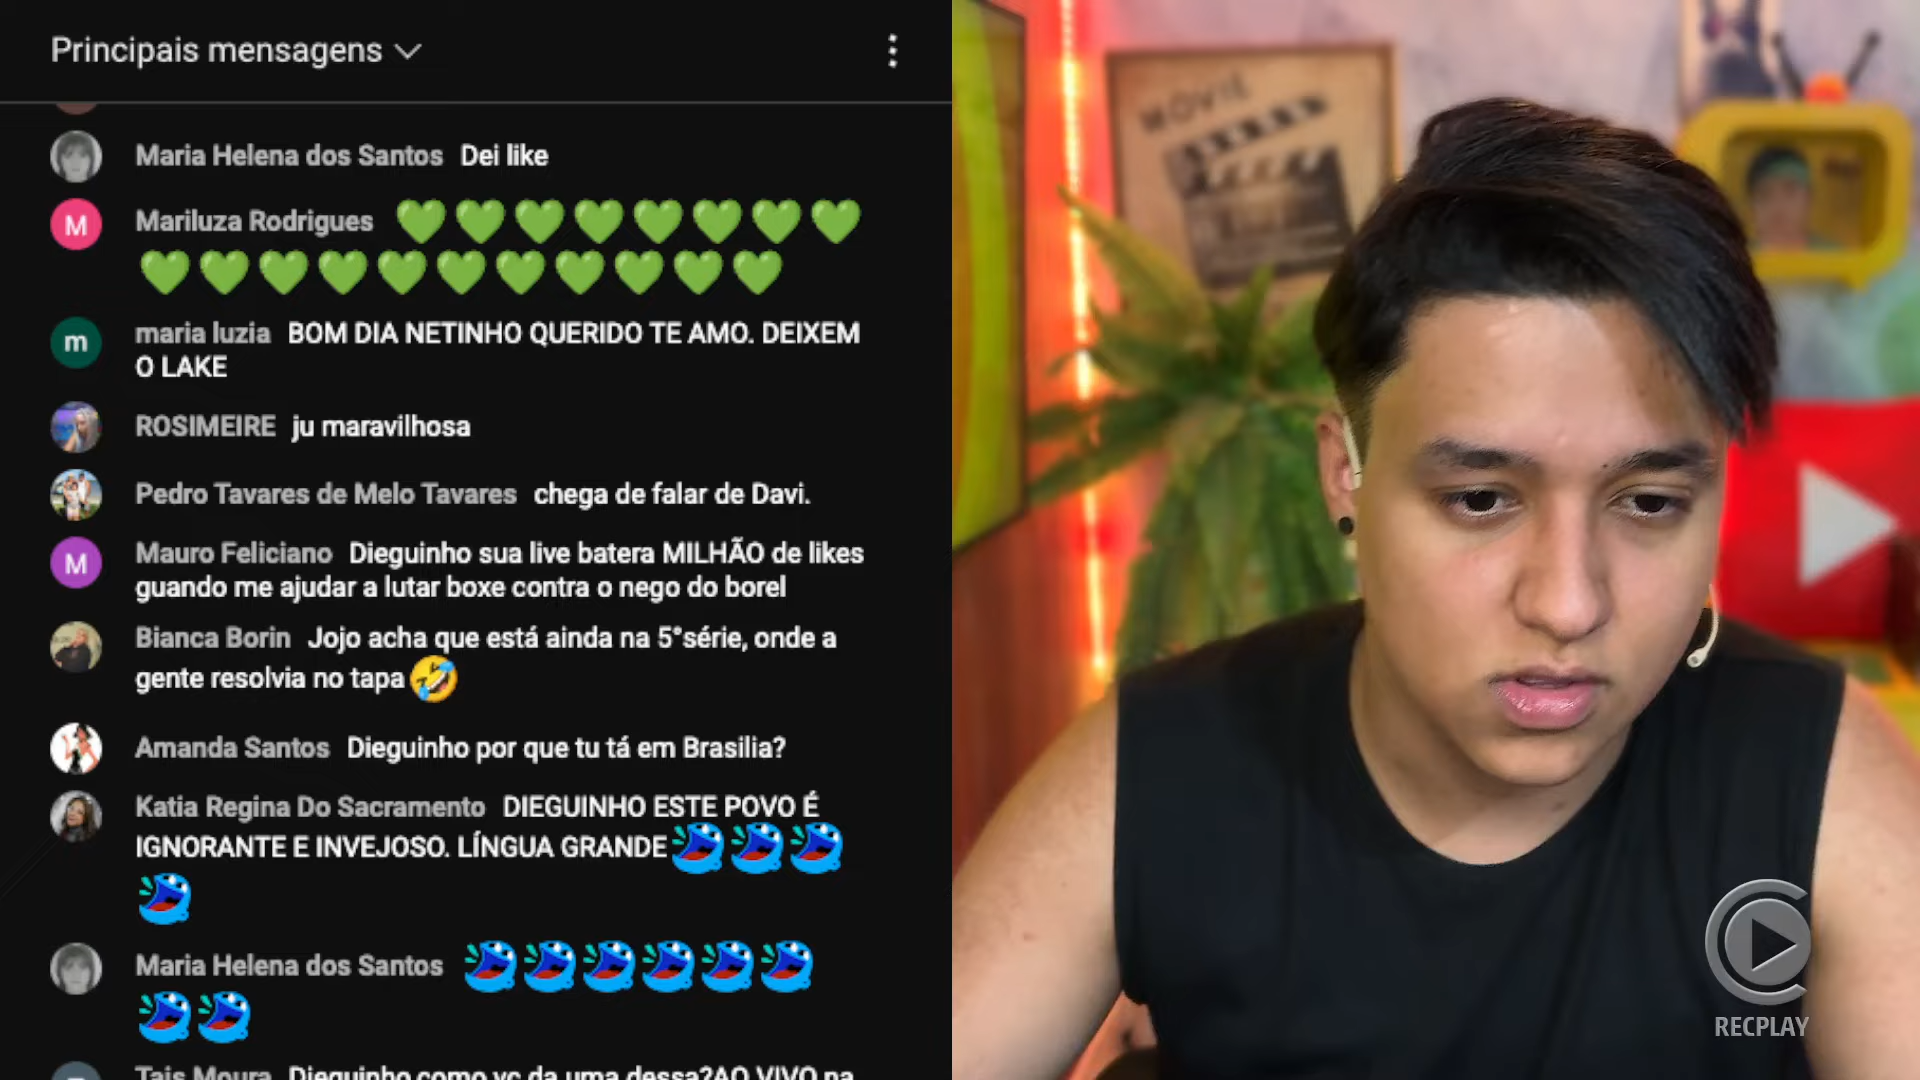 Principais mensagens
Maria Helena dos Santos Dei like
Mariluza Rodrigues 💚💚💚💚💚💚💚💚
💚💚💚💚💚💚💚💚💚💚💚
maria luzia BOM DIA NETINHO QUERIDO TE AMO. DEIXEM
O LAKE
ROSIMEIRE ju maravilhosa
Pedro Tavares de Melo Tavares chega de falar de Davi.
Mauro Feliciano Dieguinho sua live batera MILHÃO de likes
guando me ajudar a lutar boxe contra o nego do borel
Bianca Borin Jojo acha que está ainda na 5°série, onde a
gente resolvia no tapa🤣
Amanda Santos Dieguinho por que tu tá em Brasilia?
Katia Regina Do Sacramento DIEGUINHO ESTE POVO É
IGNORANTE E INVEJOSO. LÍNGUA GRANDE
Maria Helena dos Santos
Tais Moura Dieguinho como vc da uma dessa?AO VIVO na
MOVIE
RECPLAY